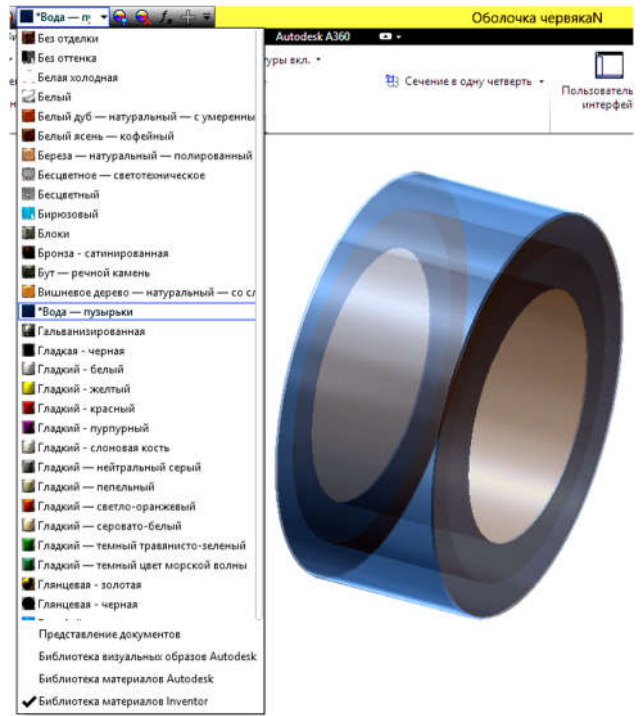 *Вода — пу
Оболочка червякаN
Autodesk A360
уры вкл.
Сечение в одну четверть
Пользователь
интерфей
Без отделки
Без оттенка
Белая холодная
Белый
Белый дуб — натуральный — с умеренны
Белый ясень — кофейный
Береза — натуральный — полированный
Бесцветное — светотехническое
Бесцветный
Бирюзовый
Блоки
Бронза - сатинированная
Бут — речной камень
Вишневое дерево — натуральный — со сл
*Вода — пузырьки
Гальванизированная
Гладкая - черная
Гладкий - белый
Гладкий - желтый
Гладкий - красный
Гладкий - пурпурный
Гладкий - слоновая кость
Гладкий — нейтральный серый
Гладкий — пепельный
Гладкий — светло-оранжевый
Гладкий — серовато-белый
Гладкий — темный травянисто-зеленый
Гладкий — темный цвет морской волны
Глянцевая - золотая
Глянцевая - черная
Представление документов
Библиотека визуальных образов Autodesk
Библиотека материалов Autodesk
Библиотека материалов Inventor